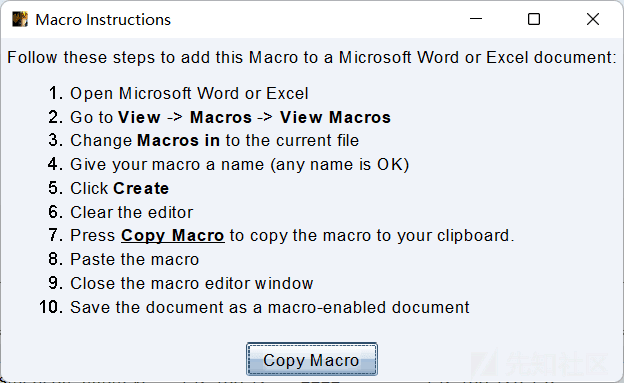 Macro Instructions
Follow these steps to add this Macro to a Microsoft Word or Excel document:
1. Open Microsoft Word or Excel
2. Go to View -> Macros -> View Macros
3. Change Macros in to the current file
4. Give your macro a name (any name is OK)
5. Click Create
6. Clear the editor
7. Press Copy Macro to copy the macro to your clipboard.
8. Paste the macro
9. Close the macro editor window
10. Save the document as a macro-enabled document
Copy Macro
先知社区